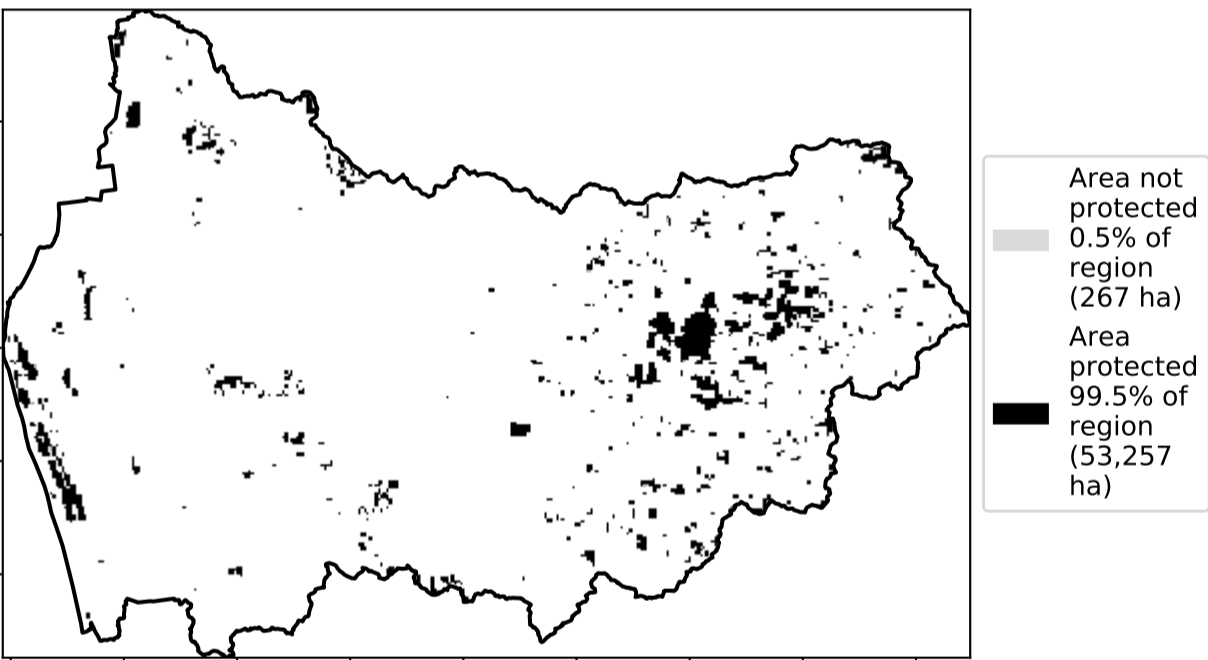 Area not
protected
0.5% of
region
(267 ha)
Area
protected
99.5% of
region
(53,257
ha)